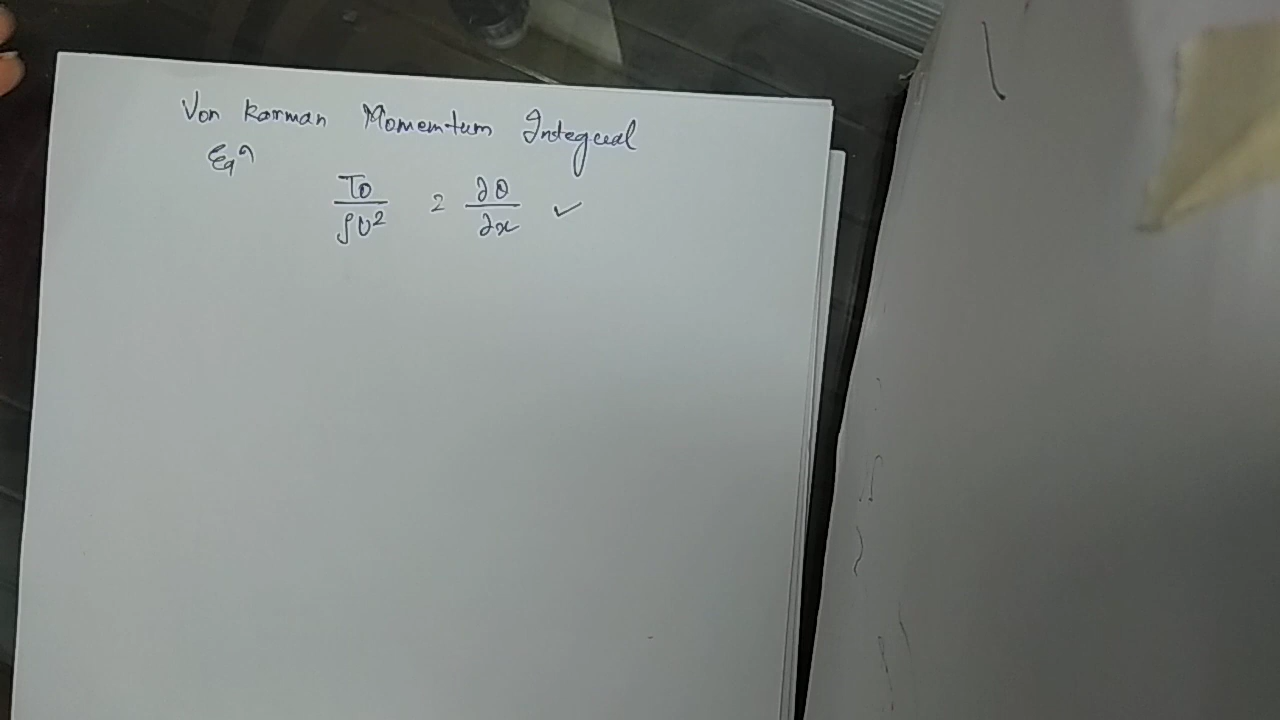 Von Karman Momentum Integral
Eqn
τ0/ρU² = ∂θ/∂x ✓